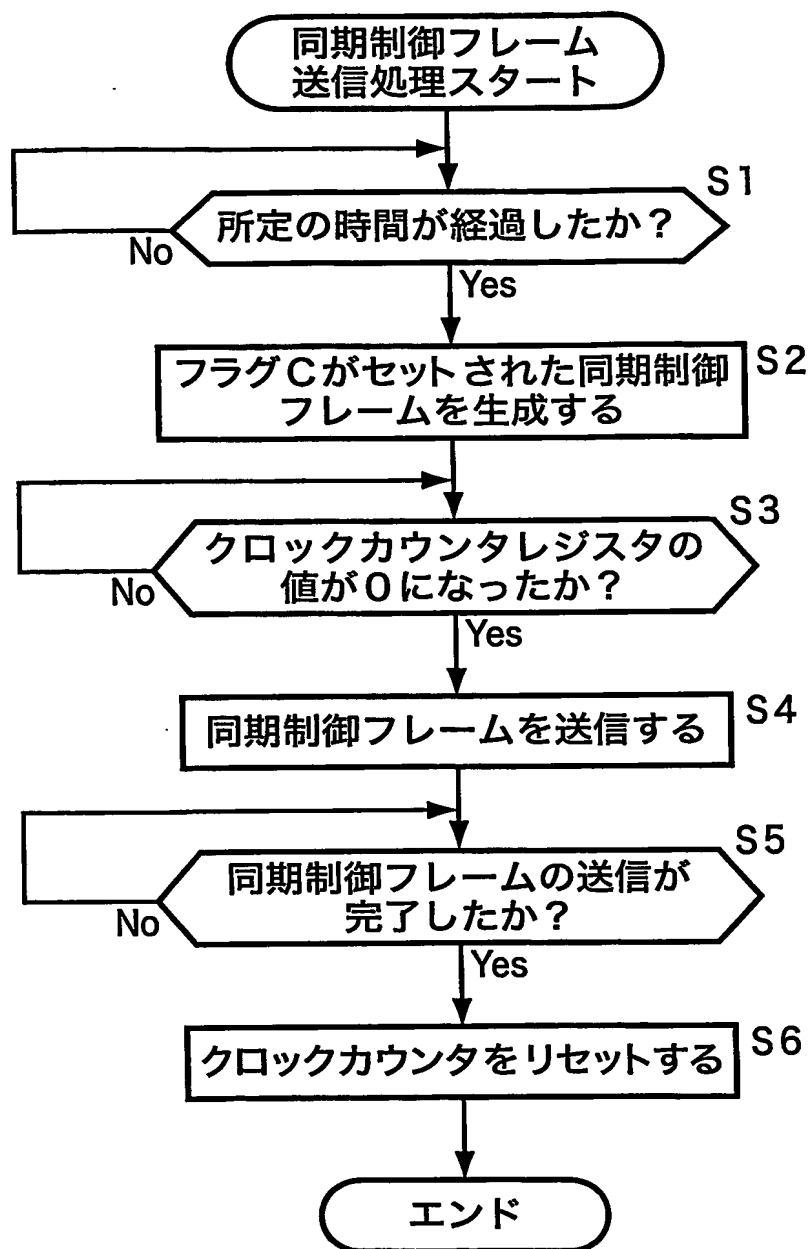 同期制御フレーム
送信処理スタート
S1
所定の時間が経過したか？
No
Yes
S2
フラグCがセットされた同期制御
フレームを生成する
S3
クロックカウンタレジスタの
値が0になったか？
No
Yes
S4
同期制御フレームを送信する
S5
同期制御フレームの送信が
完了したか？
No
Yes
S6
クロックカウンタをリセットする
エンド